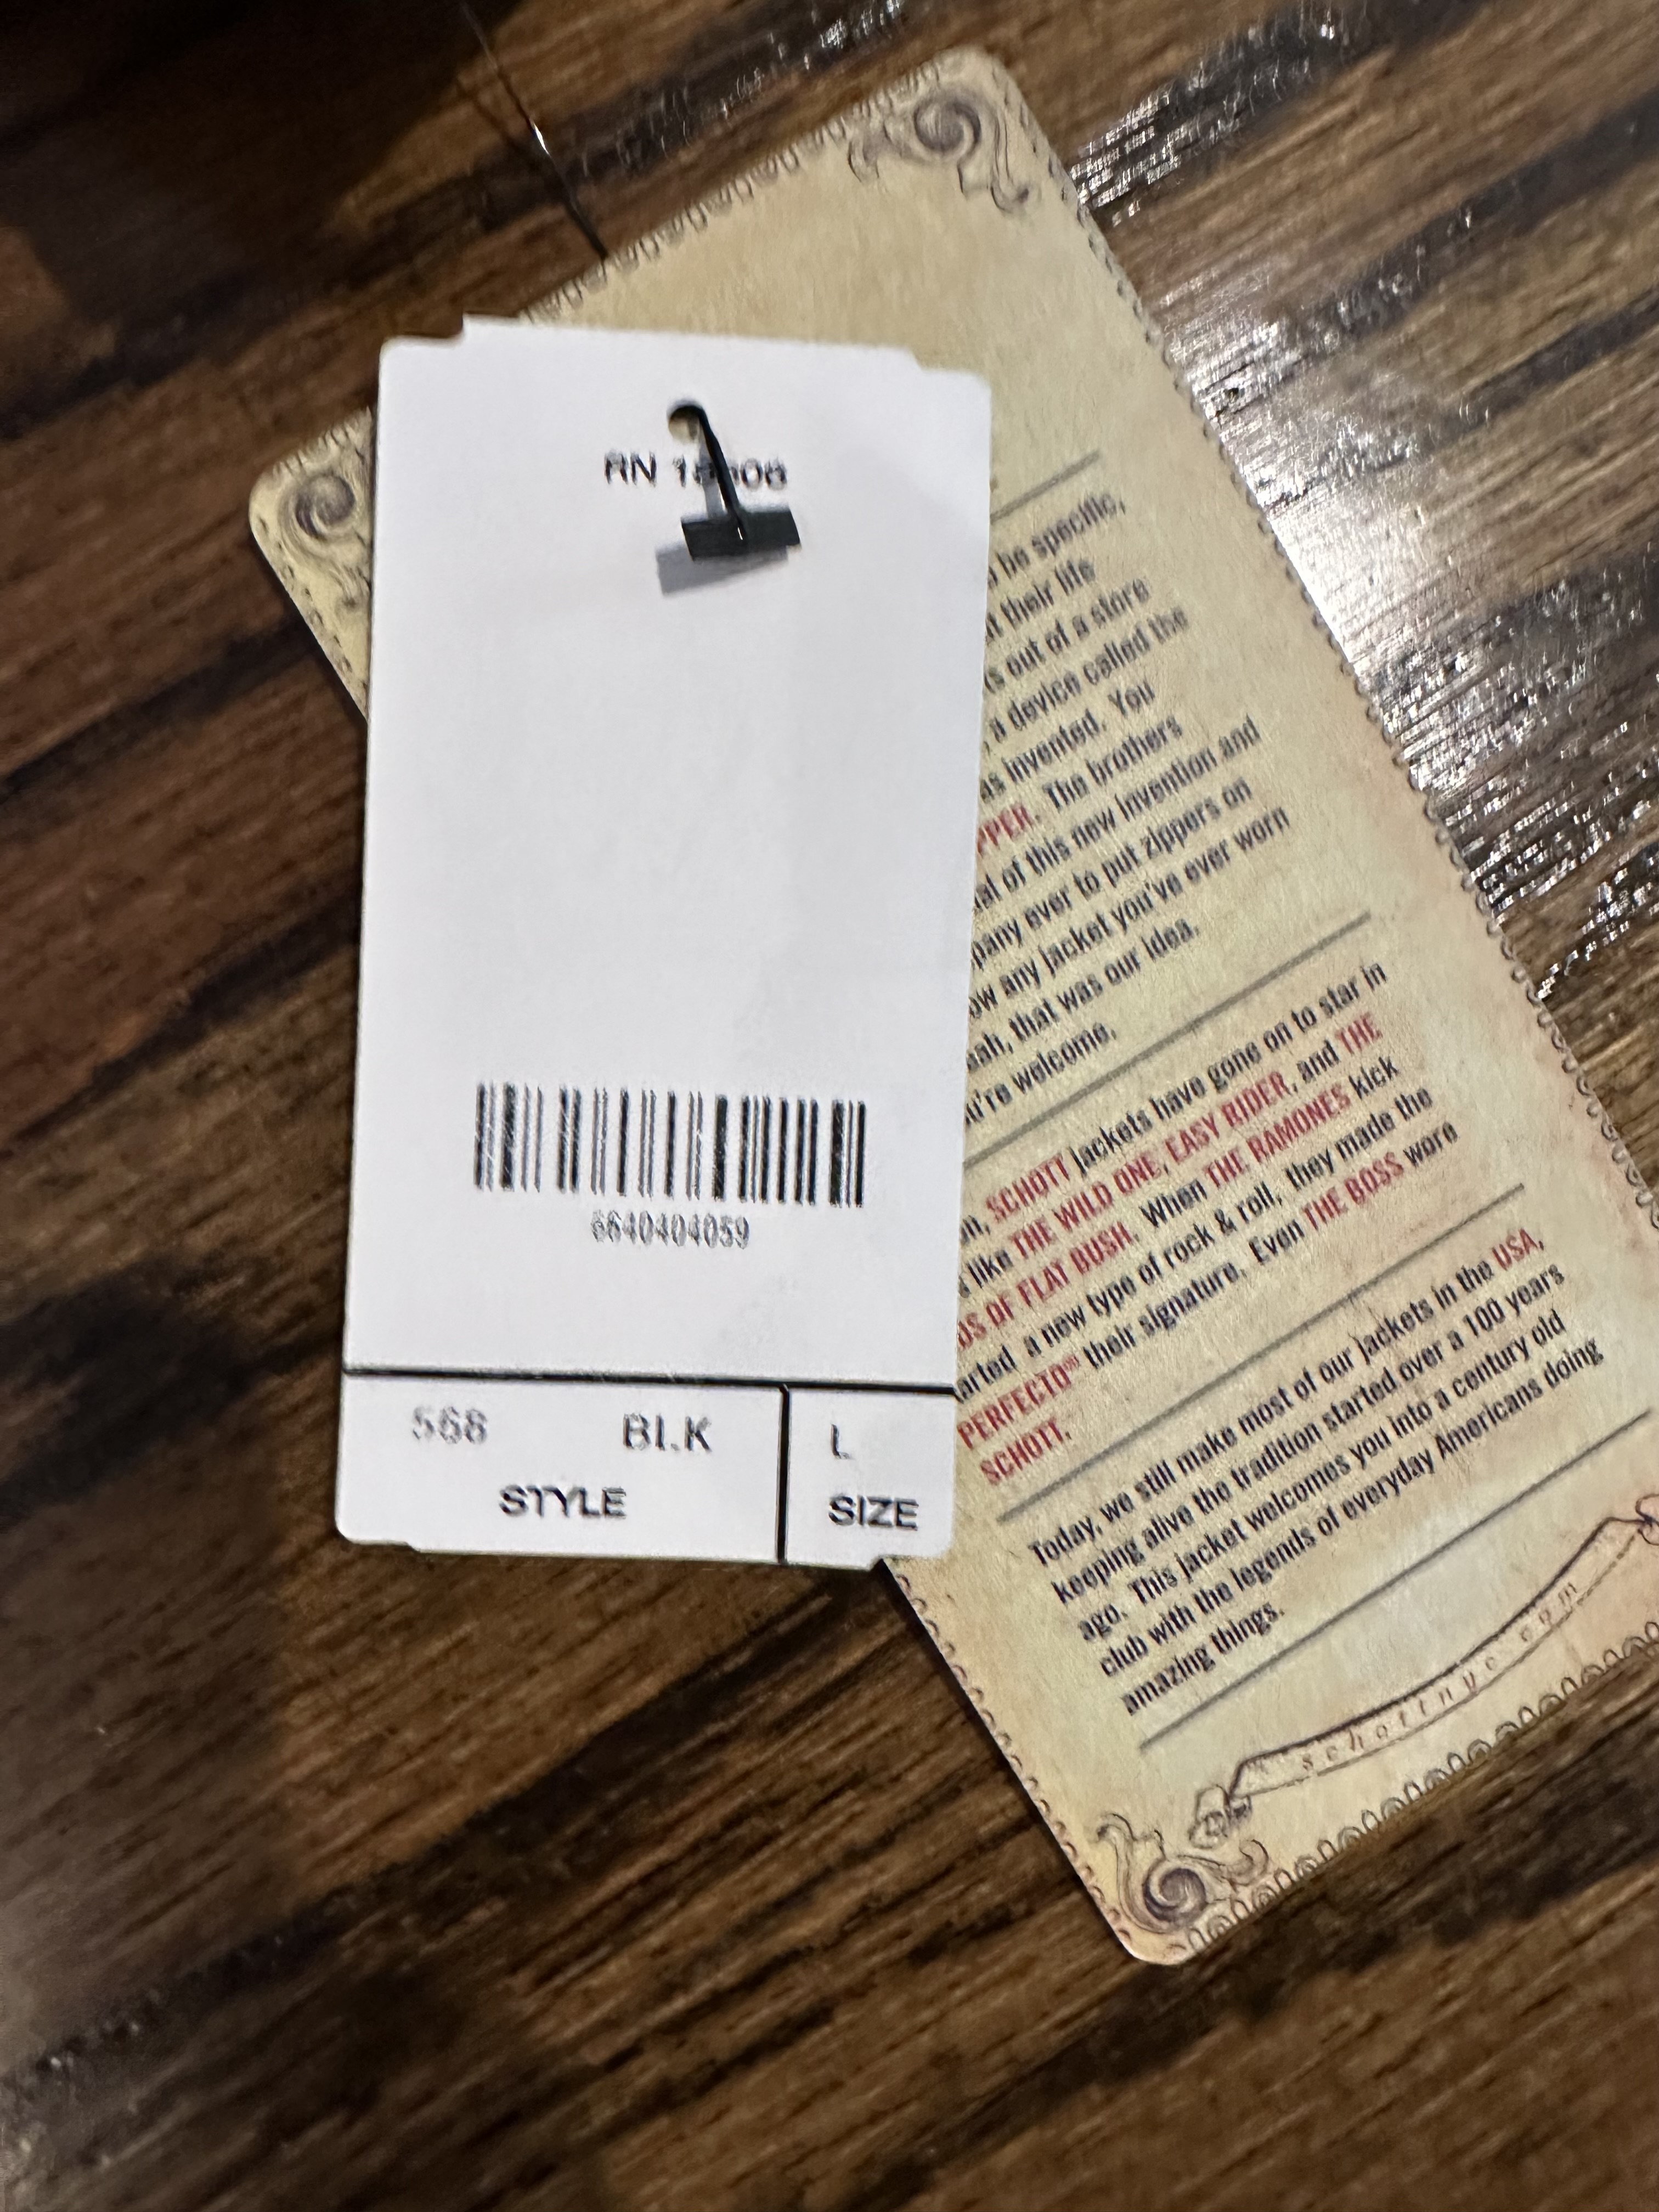 RN
6640404059
BLK
STYLE
L
SIZE
be specific,
their life
out of a store
a device called the
invented. You
. The brothers
of this new invention and
ever to put zippers on
any jacket you've ever worn
, that was our idea.
welcome.
SCHOTT jackets have gone on to star in
like THE WILD ONE, EASY RIDER, and THE
OF FLAT BUSH. When THE RAMONES kick
a new type of rock & roll, they made the
PERFECTO their signature. Even THE BOSS wore
SCHOTT.
Today, we still make most of our jackets in the USA,
keeping alive the tradition started over a 100 years
ago. This jacket welcomes you into a century old
club with the legends of everyday Americans doing
amazing things.